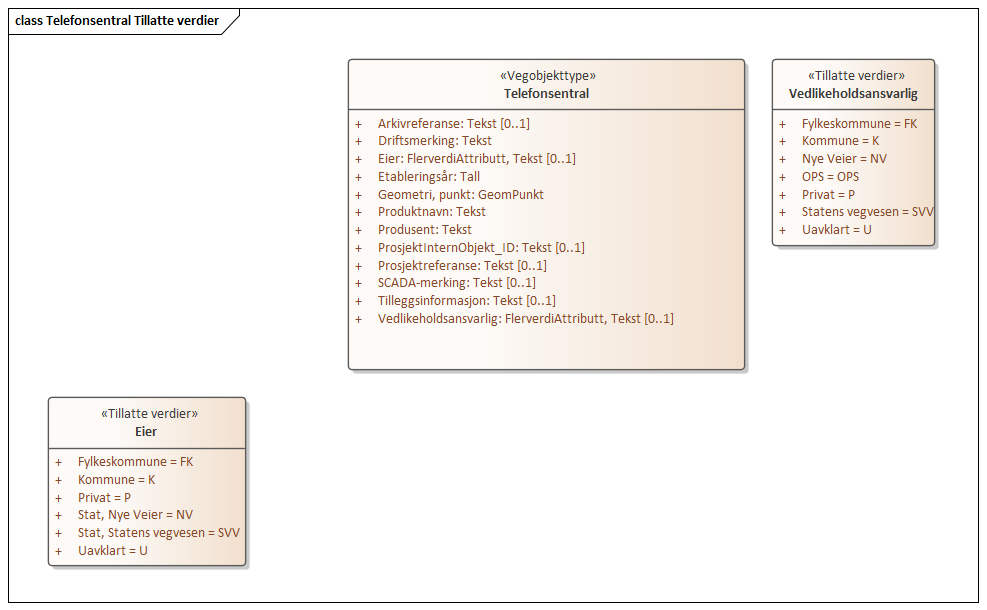 class Telefonsentral Tillatte verdier
«Vegobjekttype»
Telefonsentral
+ Arkivreferanse: Tekst [0..1]
+ Driftsmerking: Tekst
+ Eier: FlerverdiAttributt, Tekst [0..1]
+ Etableringsår: Tall
+ Geometri, punkt: GeomPunkt
+ Produktnavn: Tekst
+ Produsent: Tekst
+ ProsjektInternObjekt_ID: Tekst [0..1]
+ Prosjektreferanse: Tekst [0..1]
+ SCADA-merking: Tekst [0..1]
+ Tilleggsinformasjon: Tekst [0..1]
+ Vedlikeholdsansvarlig: FlerverdiAttributt, Tekst [0..1]
«Tillatte verdier»
Vedlikeholdsansvarlig
+ Fylkeskommune = FK
+ Kommune = K
+ Nye Veier = NV
+ OPS = OPS
+ Privat = P
+ Statens vegvesen = SVV
+ Uavklart = U
«Tillatte verdier»
Eier
+ Fylkeskommune = FK
+ Kommune = K
+ Privat = P
+ Stat, Nye Veier = NV
+ Stat, Statens vegvesen = SVV
+ Uavklart = U